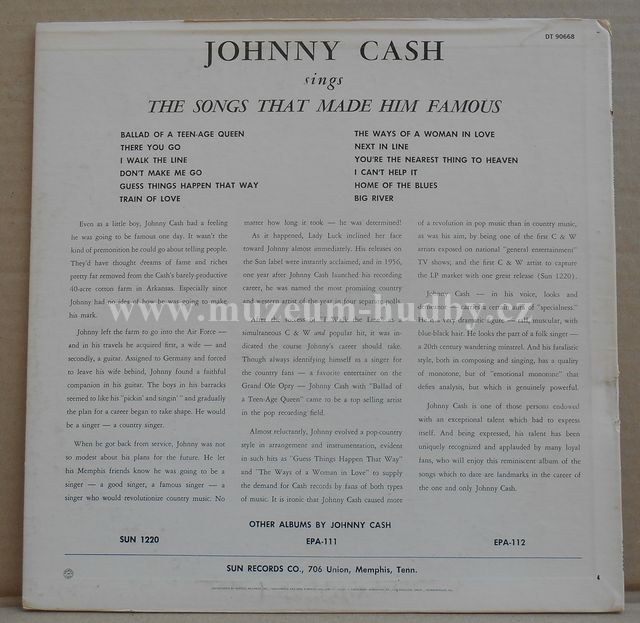 DT 90668
JOHNNY CASH
sings
THE SONGS THAT MADE HIM FAMOUS
BALLAD OF A TEEN-AGE QUEEN
THERE YOU GO
I WALK THE LINE
DON'T MAKE ME GO
GUESS THINGS HAPPEN THAT WAY
TRAIN OF LOVE
THE WAYS OF A WOMAN IN LOVE
NEXT IN LINE
YOU'RE THE NEAREST THING TO HEAVEN
I CAN'T HELP IT
HOME OF THE BLUES
BIG RIVER
Even as a little boy, Johnny Cash had a feeling
he was going to be famous one day. It wasn't the
kind of premonition he could go about telling people.
They'd have thought dreams of fame and riches
pretty far removed from the Cash's barely-productive
40-acre cotton farm in Arkansas. Especially since
Johnny had no idea of how he was going to make
his mark.
Johnny left the farm to go into the Air Force —
and in his travels he acquired first, a wife — and
secondly, a guitar. Assigned to Germany and forced
to leave his wife behind, Johnny found a faithful
companion in his guitar. The boys in his barracks
seemed to like his "pickin' and singin'" and gradually
the plan for a career began to take shape. He would
be a singer — a country singer.
When he got back from service, Johnny was not
so modest about his plans for the future. He let
his Memphis friends know he was going to be a
singer — a good singer, a famous singer — a
singer who would revolutionize country music. No
matter how long it took — he was determined!
As it happened, Lady Luck inclined her face
toward Johnny almost immediately. His releases on
the Sun label were instantly acclaimed, and in 1956,
one year after Johnny launched his recording
career, he was named the most promising country
and western artist of the year by four separate polls.
After the success of "I Walk the Line" — a
simultaneous C & W and popular hit, it was in-
dicated the course Johnny's career should take.
Though always identifying himself as a singer for
the country fans — a favorite entertainer on the
Grand Ole Opry — Johnny Cash with "Ballad of
a Teen-Age Queen" came to be a top selling artist
in the pop recording field.
Almost reluctantly, Johnny evolved a pop-country
style in arrangement and instrumentation, evident
in such hits as "Guess Things Happen That Way"
and "The Ways of a Woman in Love" to supply
the demand for Cash records by fans of both types
of music. It is ironic that Johnny Cash caused more
of a revolution in pop music than in country music,
as was his aim, by being one of the first C & W
artists exposed on national "general entertainment"
TV shows; and the first C & W artist to capture
the LP market with one great release (Sun 1220).
Johnny Cash — in his voice, looks and
attitude — carries a certain aura of "specialness."
He is a very dramatic figure — tall, muscular, with
blue-black hair. He looks the part of a folk singer —
a 20th century wandering minstrel. And his fatalistic
style, both in composing and singing, has a quality
of monotone, but of "emotional monotone" that
defies analysis, but which is genuinely powerful.
Johnny Cash is one of those persons endowed
with an exceptional talent which had to express
itself. And being expressed, his talent has been
uniquely recognized and applauded by many loyal
fans, who will enjoy this reminiscent album of the
songs which to date are landmarks in the career of
the one and only Johnny Cash.
www.muzeum-hudby.cz
OTHER ALBUMS BY JOHNNY CASH
SUN 1220
EPA-111
EPA-112
SUN RECORDS CO., 706 Union, Memphis, Tenn.
4